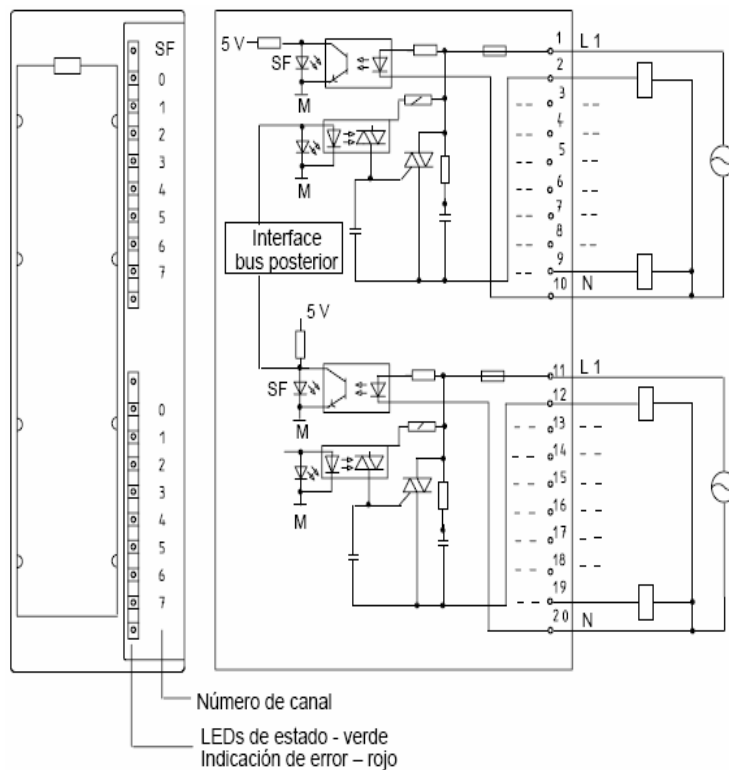 SF
0
1
2
3
4
5
6
7
0
1
2
3
4
5
6
7
5 V
SF
M
M
Interface
bus posterior
5 V
SF
M
M
1 L 1
2
3
4
5
6
7
8
9
10 N
11 L 1
12
13
14
15
16
17
18
19
20 N
Número de canal
LEDs de estado - verde
Indicación de error – rojo